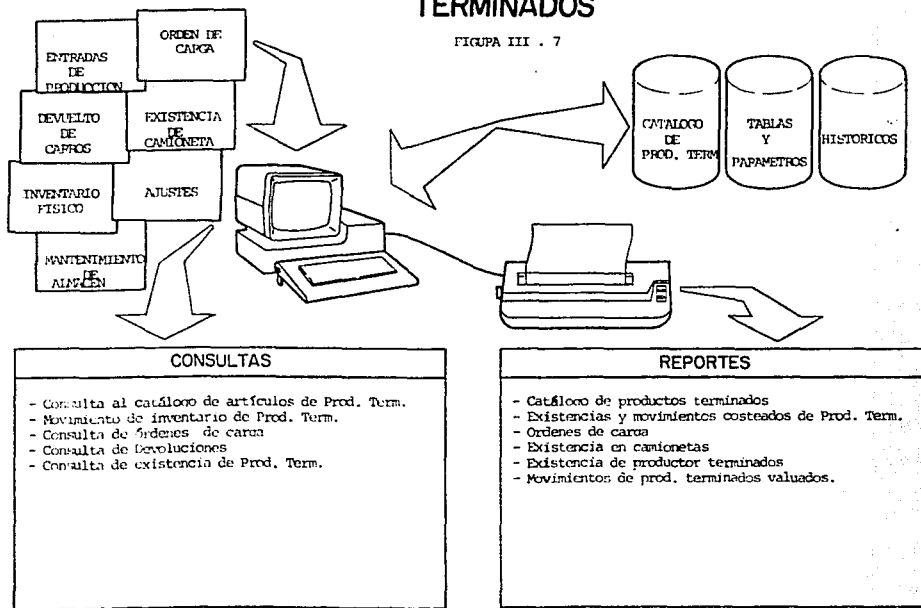 TERMINADOS
FIGUPA III . 7
ORDEN DE
CARGA
ENTRADAS
DE
PRODUCCION
DEVUELTO
DE
CARROS
EXISTENCIA
DE
CAMIONETA
INVENTARIO
FISICO
AJUSTES
MANTENIMIENTO
DE
ALMACEN
CATALOGO
DE
PROD. TERM
TABLAS
Y
PAPAMETROS
HISTORICOS
CONSULTAS
- Consulta al catálogo de artículos de Prod. Term.
- Movimiento de inventario de Prod. Term.
- Consulta de órdenes de carga
- Consulta de Devoluciones
- Consulta de existencia de Prod. Term.
REPORTES
- Catálogo de productos terminados
- Existencias y movimientos costeados de Prod. Term.
- Ordenes de carga
- Existencia en camionetas
- Existencia de productor terminados
- Movimientos de prod. terminados valuados.